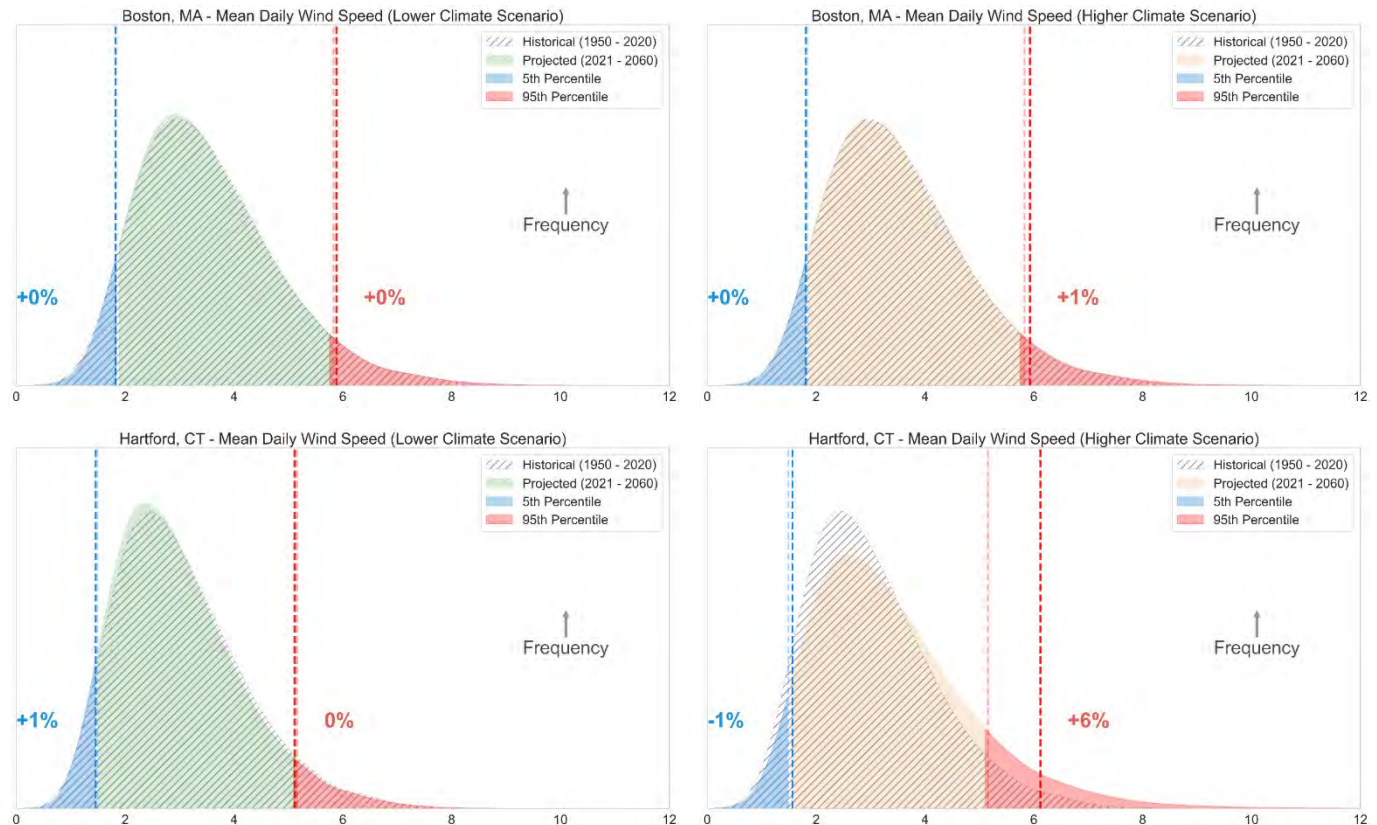 Boston, MA - Mean Daily Wind Speed (Lower Climate Scenario)
Historical (1950 - 2020)
Projected (2021 - 2060)
5th Percentile
95th Percentile
Frequency
+0%
+0%
0 2 4 6 8 10 12
Boston, MA - Mean Daily Wind Speed (Higher Climate Scenario)
Historical (1950 - 2020)
Projected (2021 - 2060)
5th Percentile
95th Percentile
Frequency
+0%
+1%
0 2 4 6 8 10 12
Hartford, CT - Mean Daily Wind Speed (Lower Climate Scenario)
Historical (1950 - 2020)
Projected (2021 - 2060)
5th Percentile
95th Percentile
Frequency
+1%
0%
0 2 4 6 8 10 12
Hartford, CT - Mean Daily Wind Speed (Higher Climate Scenario)
Historical (1950 - 2020)
Projected (2021 - 2060)
5th Percentile
95th Percentile
Frequency
-1%
+6%
0 2 4 6 8 10 12